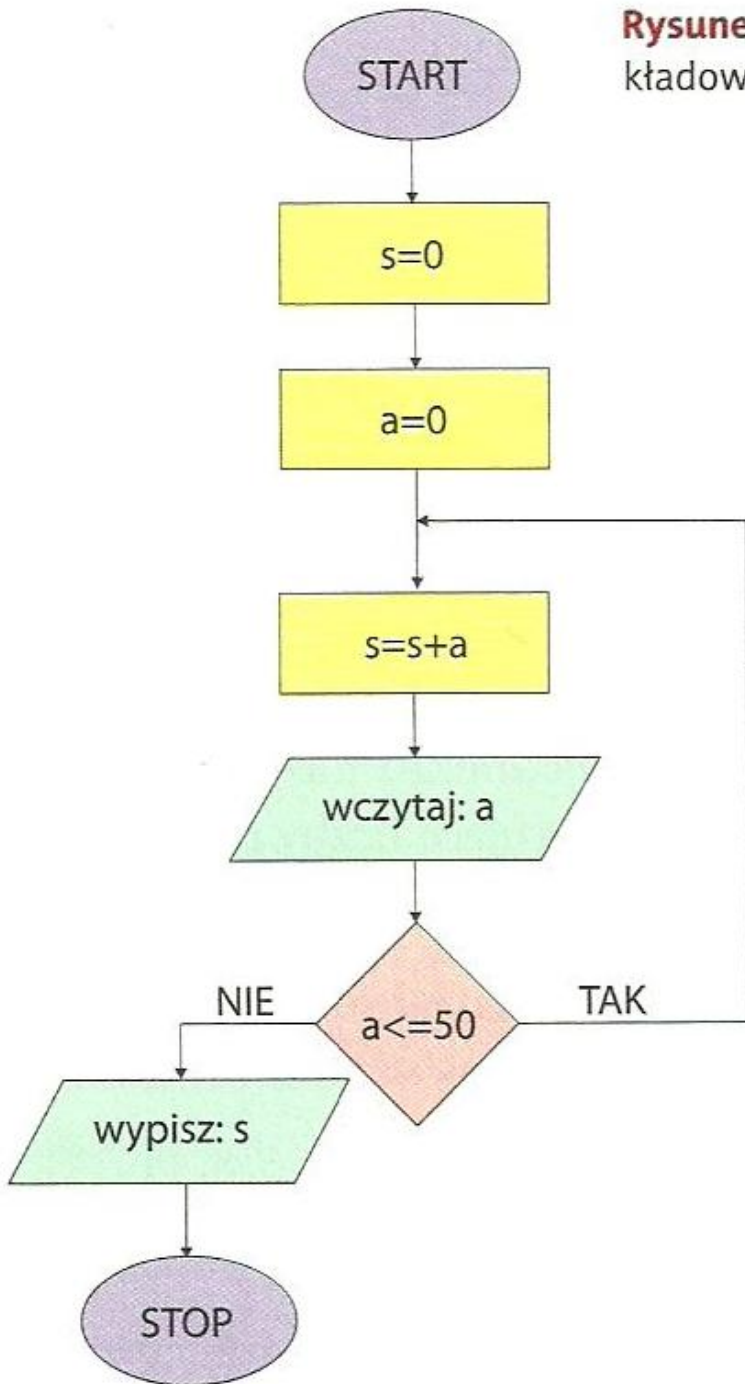 Rysune
kładow
START
s=0
a=0
s=s+a
wczytaj: a
a<=50
NIE
TAK
wypisz: s
STOP